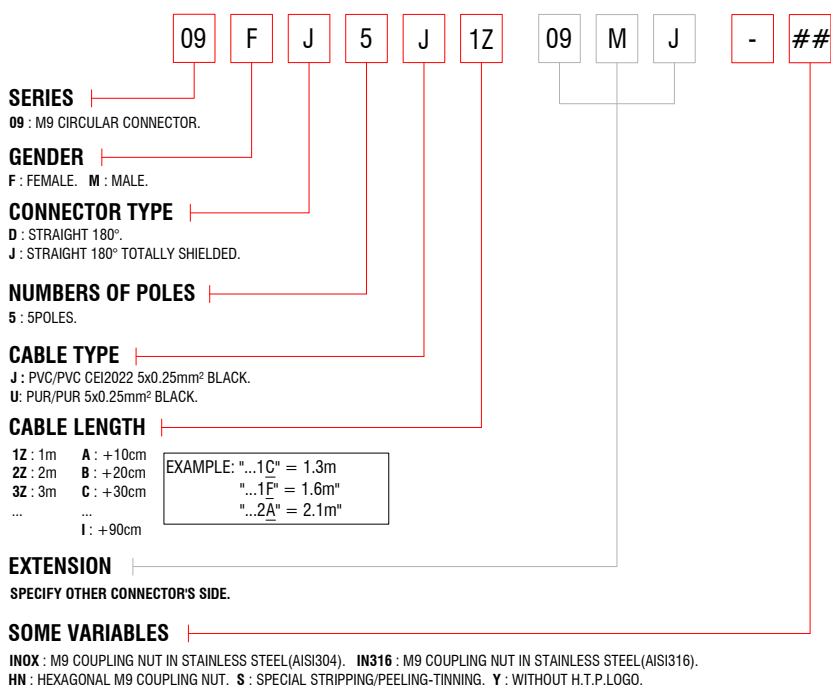 09 F J 5 J 1Z 09 M J - ##
SERIES
09 : M9 CIRCULAR CONNECTOR.
GENDER
F : FEMALE. M : MALE.
CONNECTOR TYPE
D : STRAIGHT 180°.
J : STRAIGHT 180° TOTALLY SHIELDED.
NUMBERS OF POLES
5 : 5POLES.
CABLE TYPE
J : PVC/PVC CEI2022 5x0.25mm² BLACK.
U: PUR/PUR 5x0.25mm² BLACK.
CABLE LENGTH
1Z : 1m A : +10cm
2Z : 2m B : +20cm
3Z : 3m C : +30cm
... ...
I : +90cm
EXAMPLE: "...1C" = 1.3m
"...1F" = 1.6m"
"...2A" = 2.1m"
EXTENSION
SPECIFY OTHER CONNECTOR'S SIDE.
SOME VARIABLES
INOX : M9 COUPLING NUT IN STAINLESS STEEL(AISI304). IN316 : M9 COUPLING NUT IN STAINLESS STEEL(AISI316).
HN : HEXAGONAL M9 COUPLING NUT. S : SPECIAL STRIPPING/PEELING-TINNING. Y : WITHOUT H.T.P.LOGO.